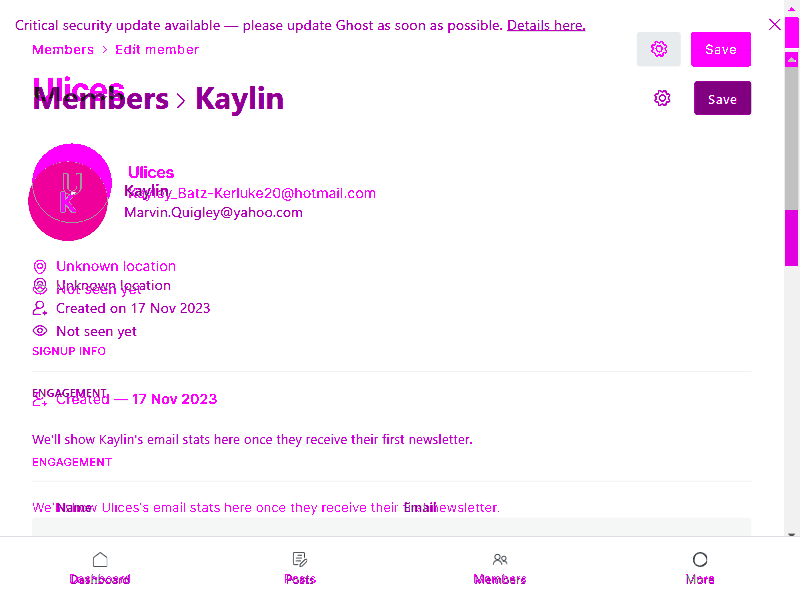 Critical security update available — please update Ghost as soon as possible. Details here.
Members > Edit member
Save
Ulices
Members > Kaylin
Save
U
K
Ulices
Kaylin
Kayley_Batz-Kerluke20@hotmail.com
Marvin.Quigley@yahoo.com
Unknown location
Unknown location
Not seen yet
Created on 17 Nov 2023
Not seen yet
SIGNUP INFO
ENGAGEMENT
Created — 17 Nov 2023
We'll show Kaylin's email stats here once they receive their first newsletter.
ENGAGEMENT
We'll show Ulices's email stats here once they receive their first newsletter.
Name
Email
Dashboard
Posts
Members
More